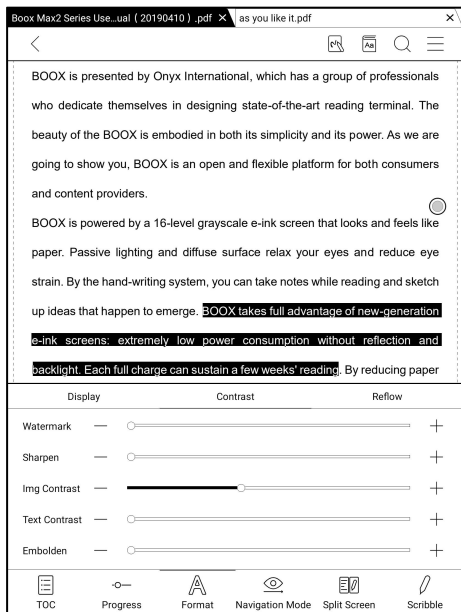 Boox Max2 Series Use...ual（20190410）.pdf ×
as you like it.pdf ×
Aa
BOOX is presented by Onyx International, which has a group of professionals
who dedicate themselves in designing state-of-the-art reading terminal. The
beauty of the BOOX is embodied in both its simplicity and its power. As we are
going to show you, BOOX is an open and flexible platform for both consumers
and content providers.
BOOX is powered by a 16-level grayscale e-ink screen that looks and feels like
paper. Passive lighting and diffuse surface relax your eyes and reduce eye
strain. By the hand-writing system, you can take notes while reading and sketch
up ideas that happen to emerge. BOOX takes full advantage of new-generation
e-ink screens: extremely low power consumption without reflection and
backlight. Each full charge can sustain a few weeks' reading. By reducing paper
Display Contrast Reflow
Watermark
Sharpen
Img Contrast
Text Contrast
Embolden
TOC Progress Format Navigation Mode Split Screen Scribble